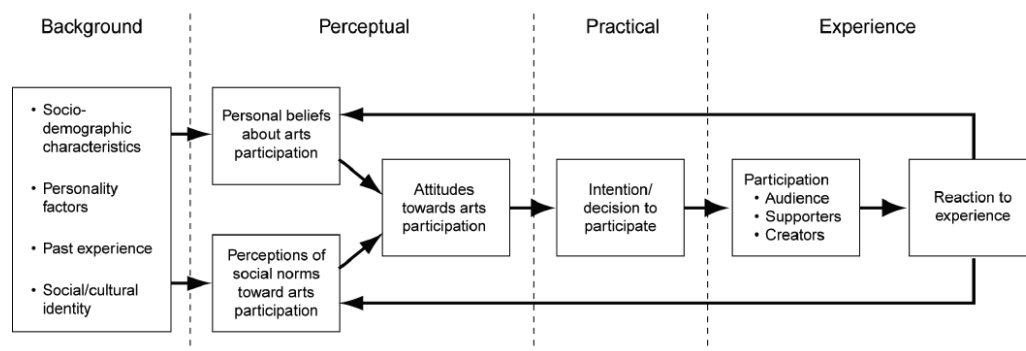 Background
Perceptual
Practical
Experience
• Socio-
demographic
characteristics
• Personality
factors
• Past experience
• Social/cultural
identity
Personal beliefs
about arts
participation
Perceptions of
social norms
toward arts
participation
Attitudes
towards arts
participation
Intention/
decision to
participate
Participation
• Audience
• Supporters
• Creators
Reaction to
experience